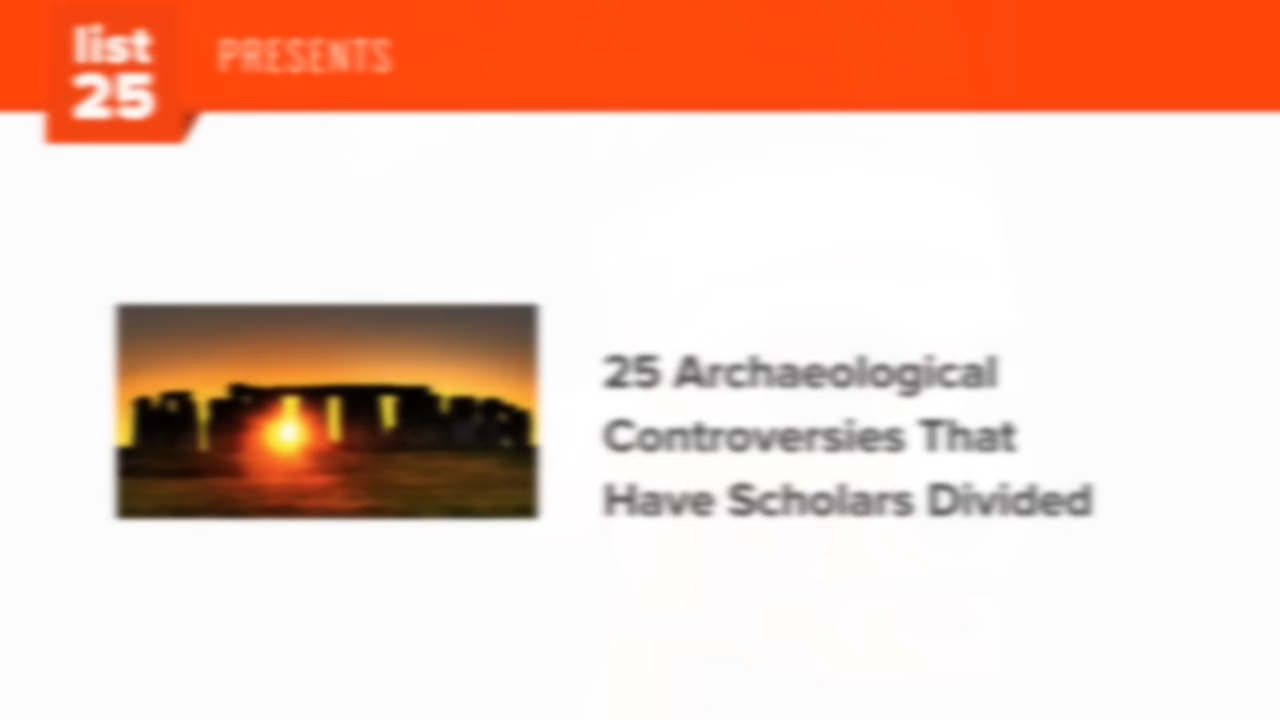 list
25
PRESENTS
25 Archaeological
Controversies That
Have Scholars Divided